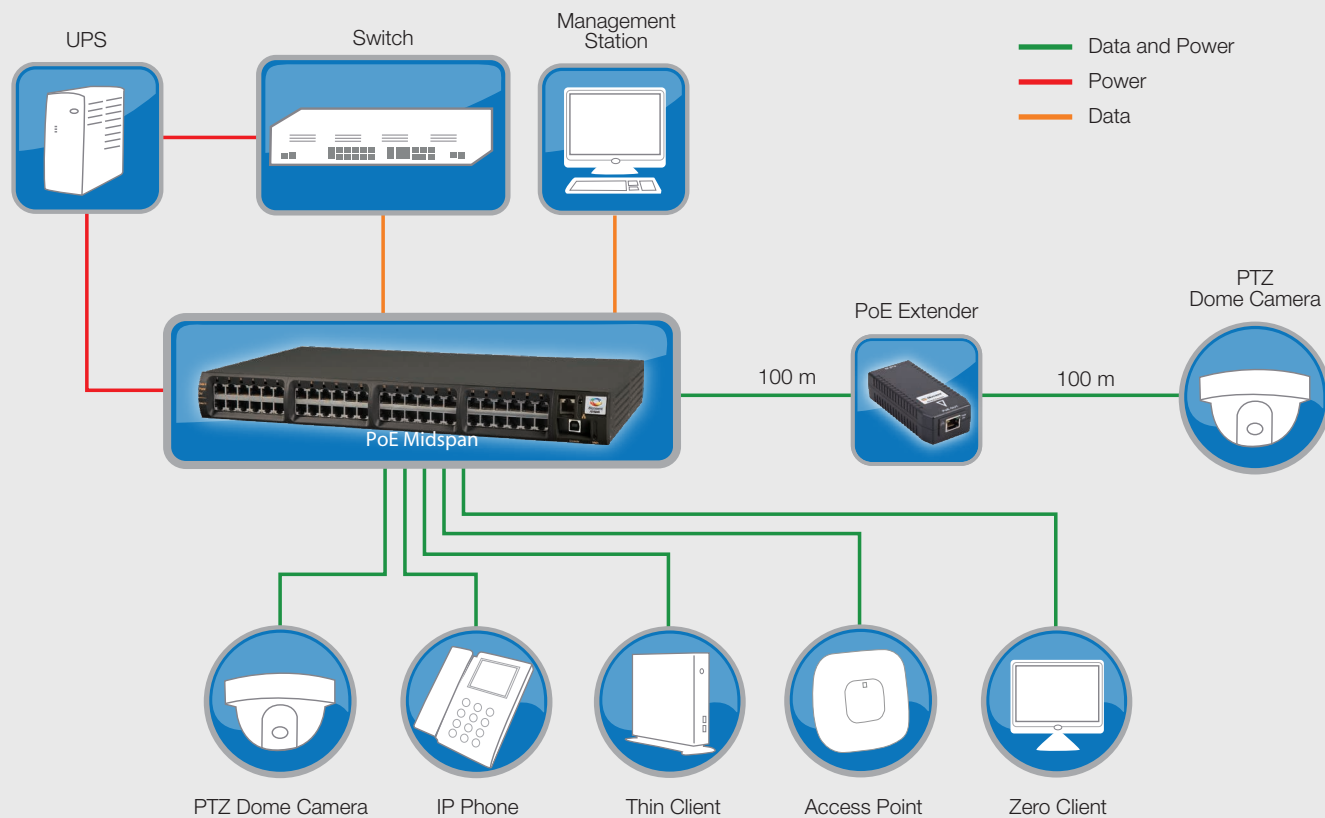 UPS
Switch
Management
Station
Data and Power
Power
Data
PTZ
Dome Camera
PoE Extender
100 m
100 m
PoE Midspan
PTZ Dome Camera
IP Phone
Thin Client
Access Point
Zero Client